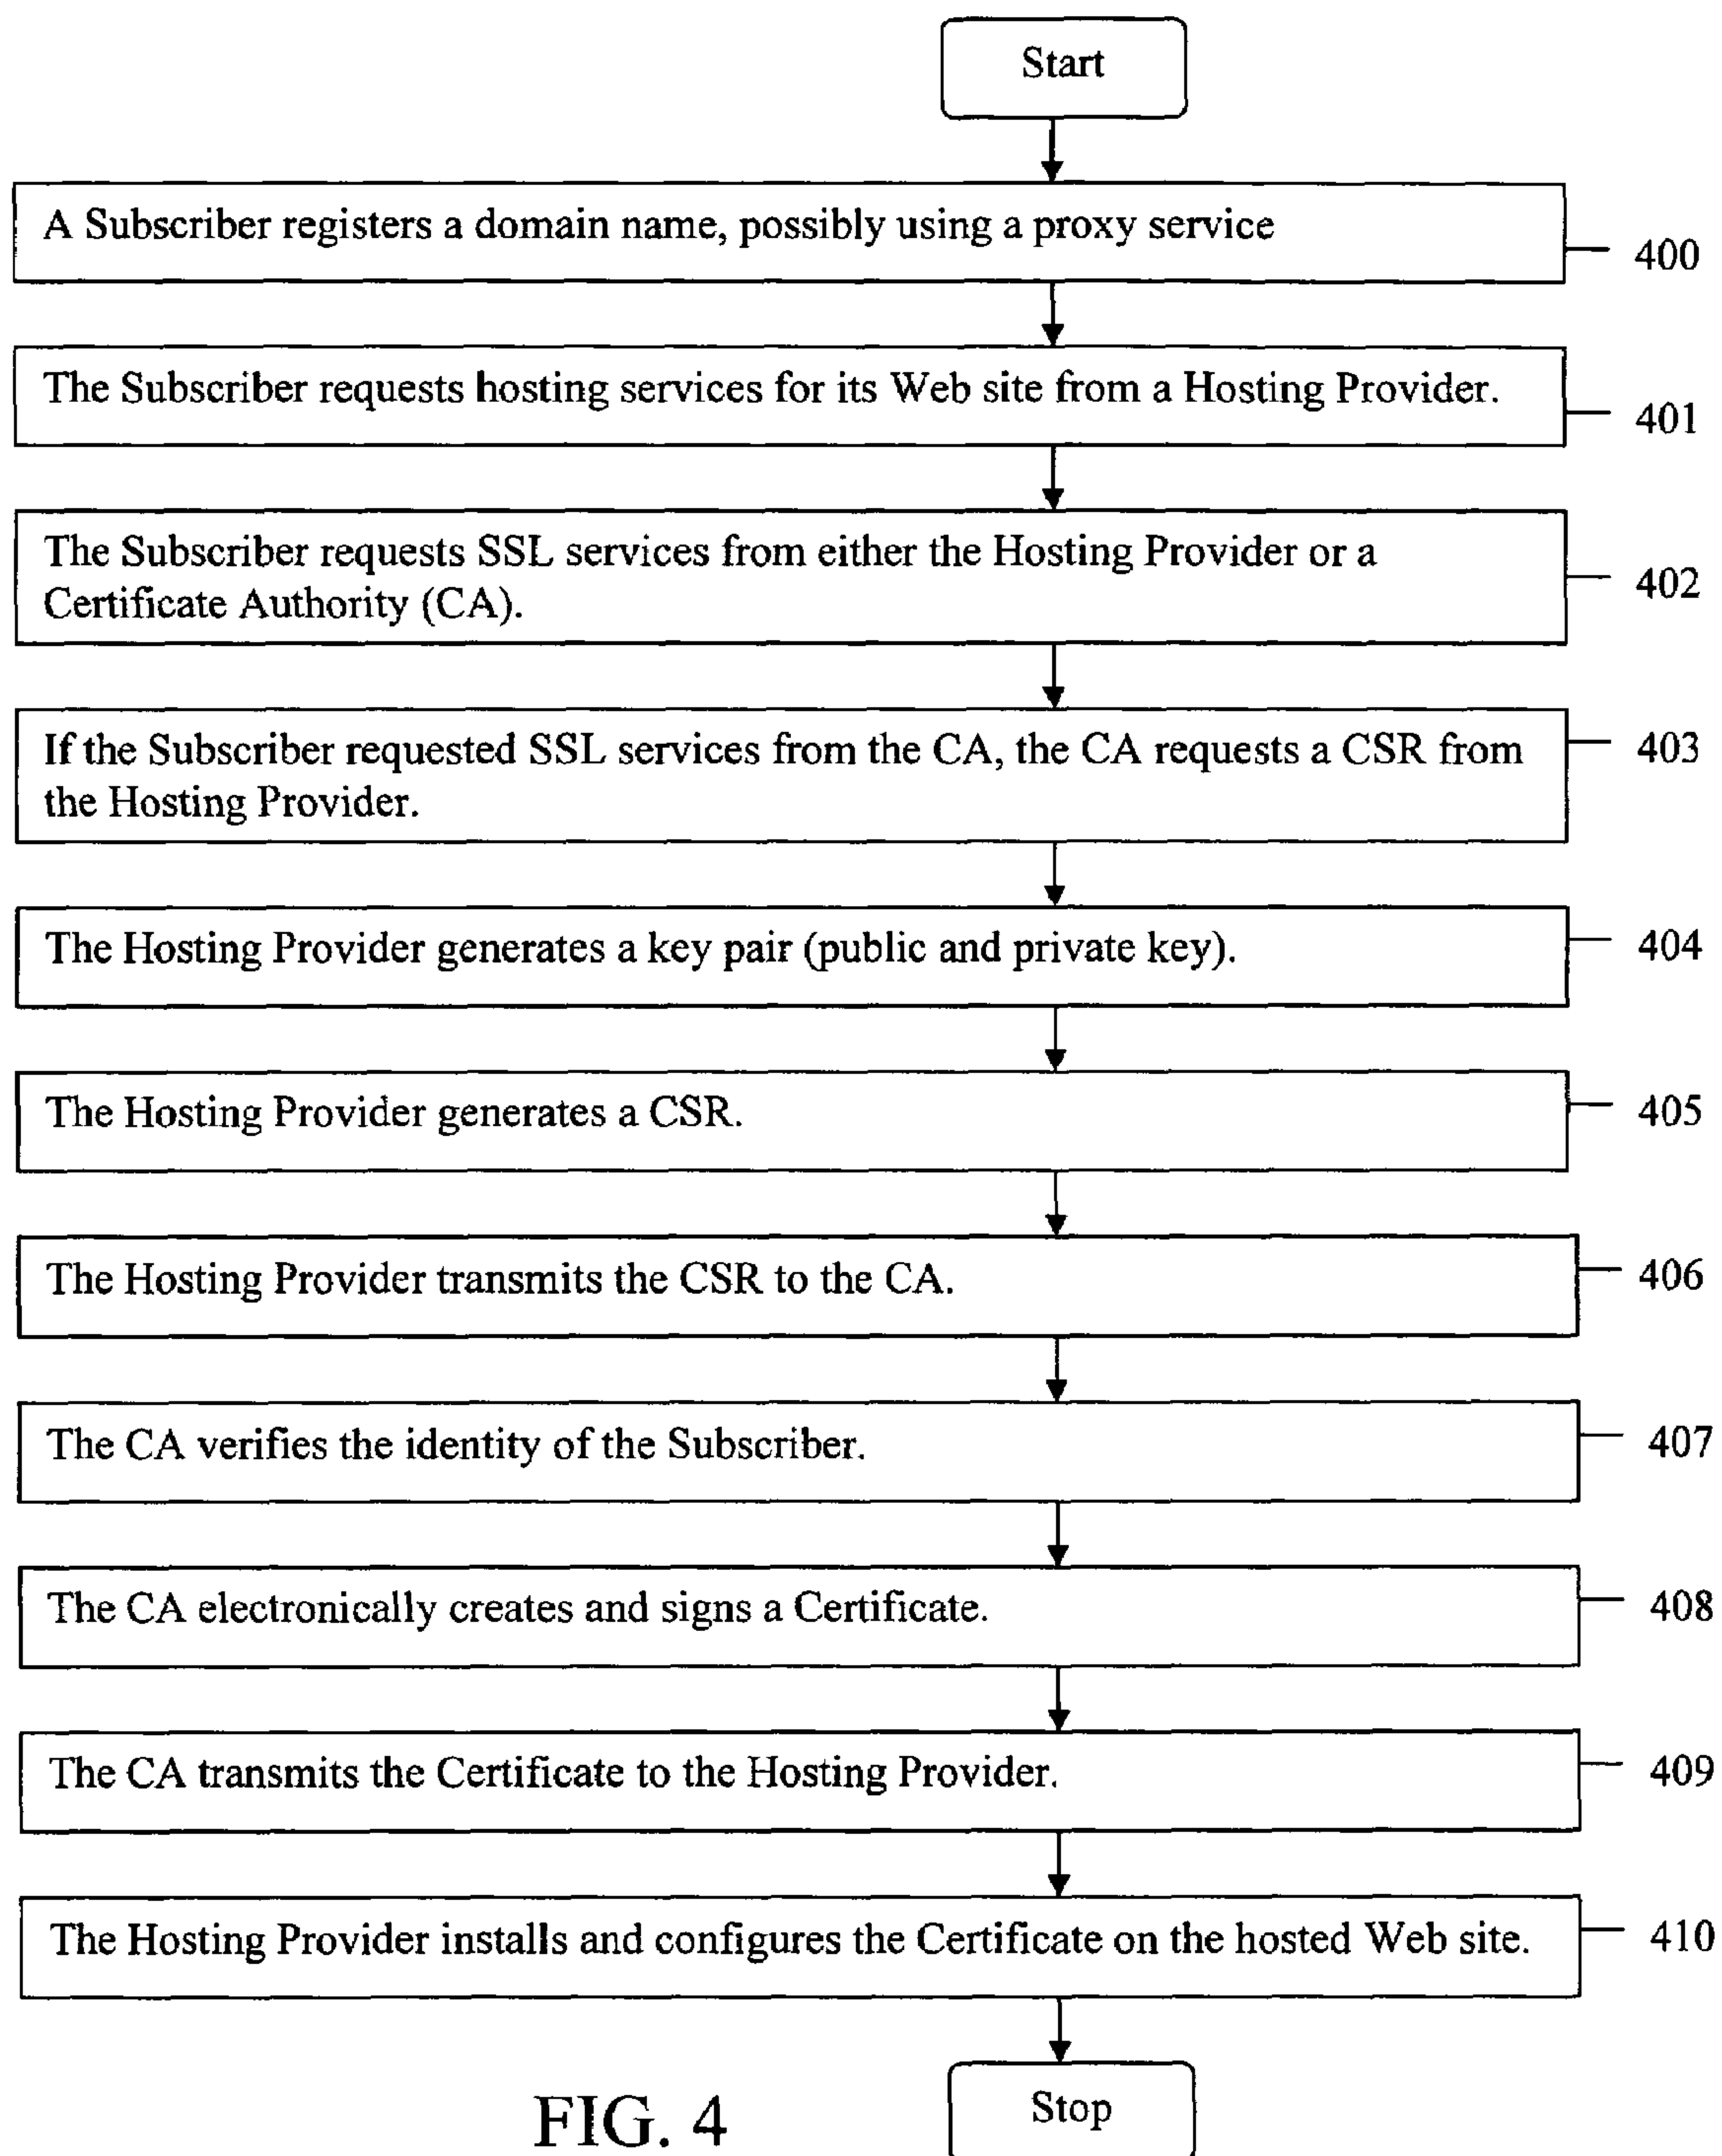 Start
A Subscriber registers a domain name, possibly using a proxy service
400
The Subscriber requests hosting services for its Web site from a Hosting Provider.
401
The Subscriber requests SSL services from either the Hosting Provider or a
Certificate Authority (CA).
402
If the Subscriber requested SSL services from the CA, the CA requests a CSR from
the Hosting Provider.
403
The Hosting Provider generates a key pair (public and private key).
404
The Hosting Provider generates a CSR.
405
The Hosting Provider transmits the CSR to the CA.
406
The CA verifies the identity of the Subscriber.
407
The CA electronically creates and signs a Certificate.
408
The CA transmits the Certificate to the Hosting Provider.
409
The Hosting Provider installs and configures the Certificate on the hosted Web site.
410
Stop
FIG. 4